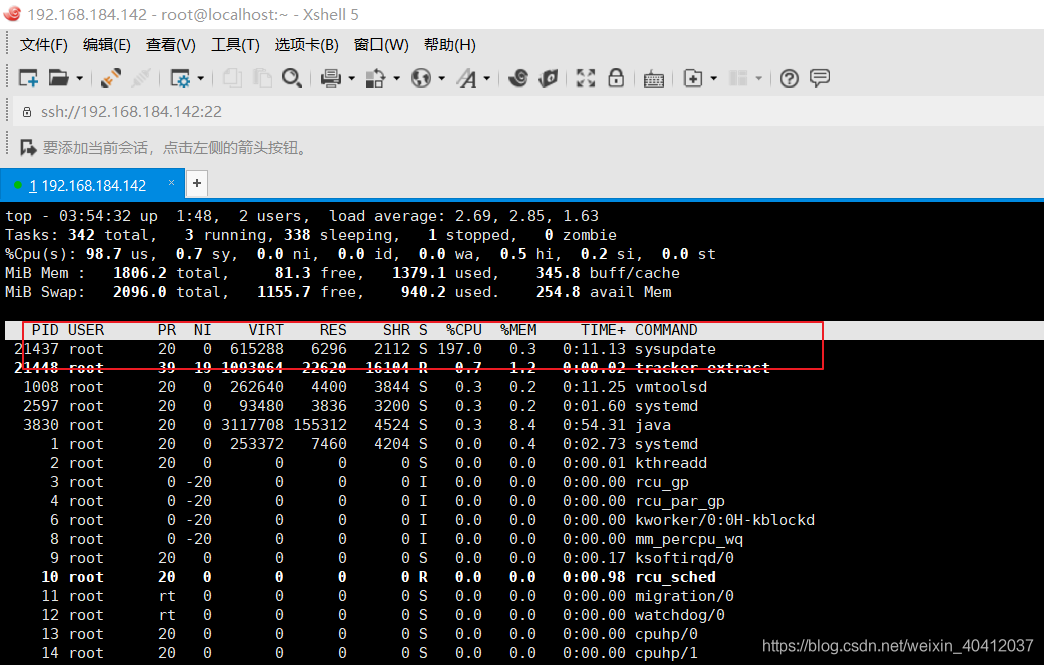 192.168.184.142 - root@localhost:~ - Xshell 5
文件(F) 编辑(E) 查看(V) 工具(T) 选项卡(B) 窗口(W) 帮助(H)
ssh://192.168.184.142:22
要添加当前会话，点击左侧的箭头按钮。
1 192.168.184.142 × +
top - 03:54:32 up  1:48,  2 users,  load average: 2.69, 2.85, 1.63
Tasks: 342 total,   3 running, 338 sleeping,   1 stopped,   0 zombie
%Cpu(s): 98.7 us,  0.7 sy,  0.0 ni,  0.0 id,  0.0 wa,  0.5 hi,  0.2 si,  0.0 st
MiB Mem :   1806.2 total,     81.3 free,   1379.1 used,    345.8 buff/cache
MiB Swap:   2096.0 total,   1155.7 free,    940.2 used.    254.8 avail Mem
PID USER      PR  NI    VIRT    RES    SHR S  %CPU  %MEM     TIME+ COMMAND
21437 root      20   0  615288   6296   2112 S 197.0   0.3   0:11.13 sysupdate
21448 root      39  19 1093064  22620  16104 R   0.7   1.2   0:00.02 tracker-extract
1008 root      20   0  262640   4400   3844 S   0.3   0.2   0:11.25 vmtoolsd
2597 root      20   0   93480   3836   3200 S   0.3   0.2   0:01.60 systemd
3830 root      20   0 3117708 155312   4524 S   0.3   8.4   0:54.31 java
1 root      20   0  253372   7460   4204 S   0.0   0.4   0:02.73 systemd
2 root      20   0       0      0      0 S   0.0   0.0   0:00.01 kthreadd
3 root       0 -20       0      0      0 I   0.0   0.0   0:00.00 rcu_gp
4 root       0 -20       0      0      0 I   0.0   0.0   0:00.00 rcu_par_gp
6 root       0 -20       0      0      0 I   0.0   0.0   0:00.00 kworker/0:0H-kblockd
8 root       0 -20       0      0      0 I   0.0   0.0   0:00.00 mm_percpu_wq
9 root      20   0       0      0      0 S   0.0   0.0   0:00.17 ksoftirqd/0
10 root      20   0       0      0      0 R   0.0   0.0   0:00.98 rcu_sched
11 root      rt   0       0      0      0 S   0.0   0.0   0:00.00 migration/0
12 root      rt   0       0      0      0 S   0.0   0.0   0:00.00 watchdog/0
13 root      20   0       0      0      0 S   0.0   0.0   0:00.00 cpuhp/0
14 root      20   0       0      0      0 S   0.0   0.0   0:00.00 cpuhp/1
https://blog.csdn.net/weixin_40412037